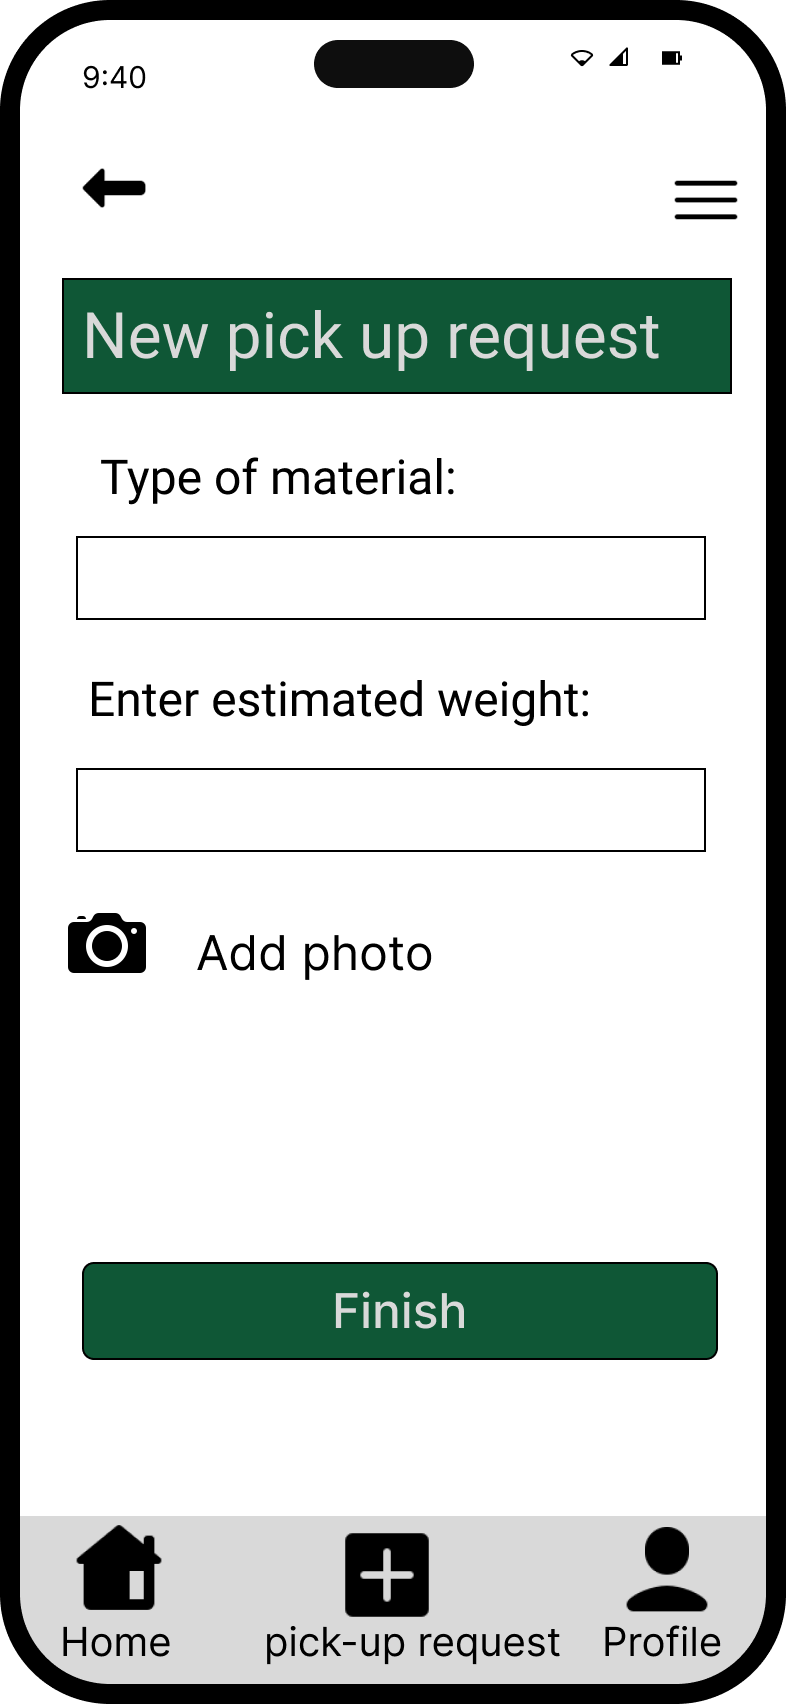 9:40
New pick up request
Type of material:
Enter estimated weight:
Add photo
Finish
Home
pick-up request
Profile